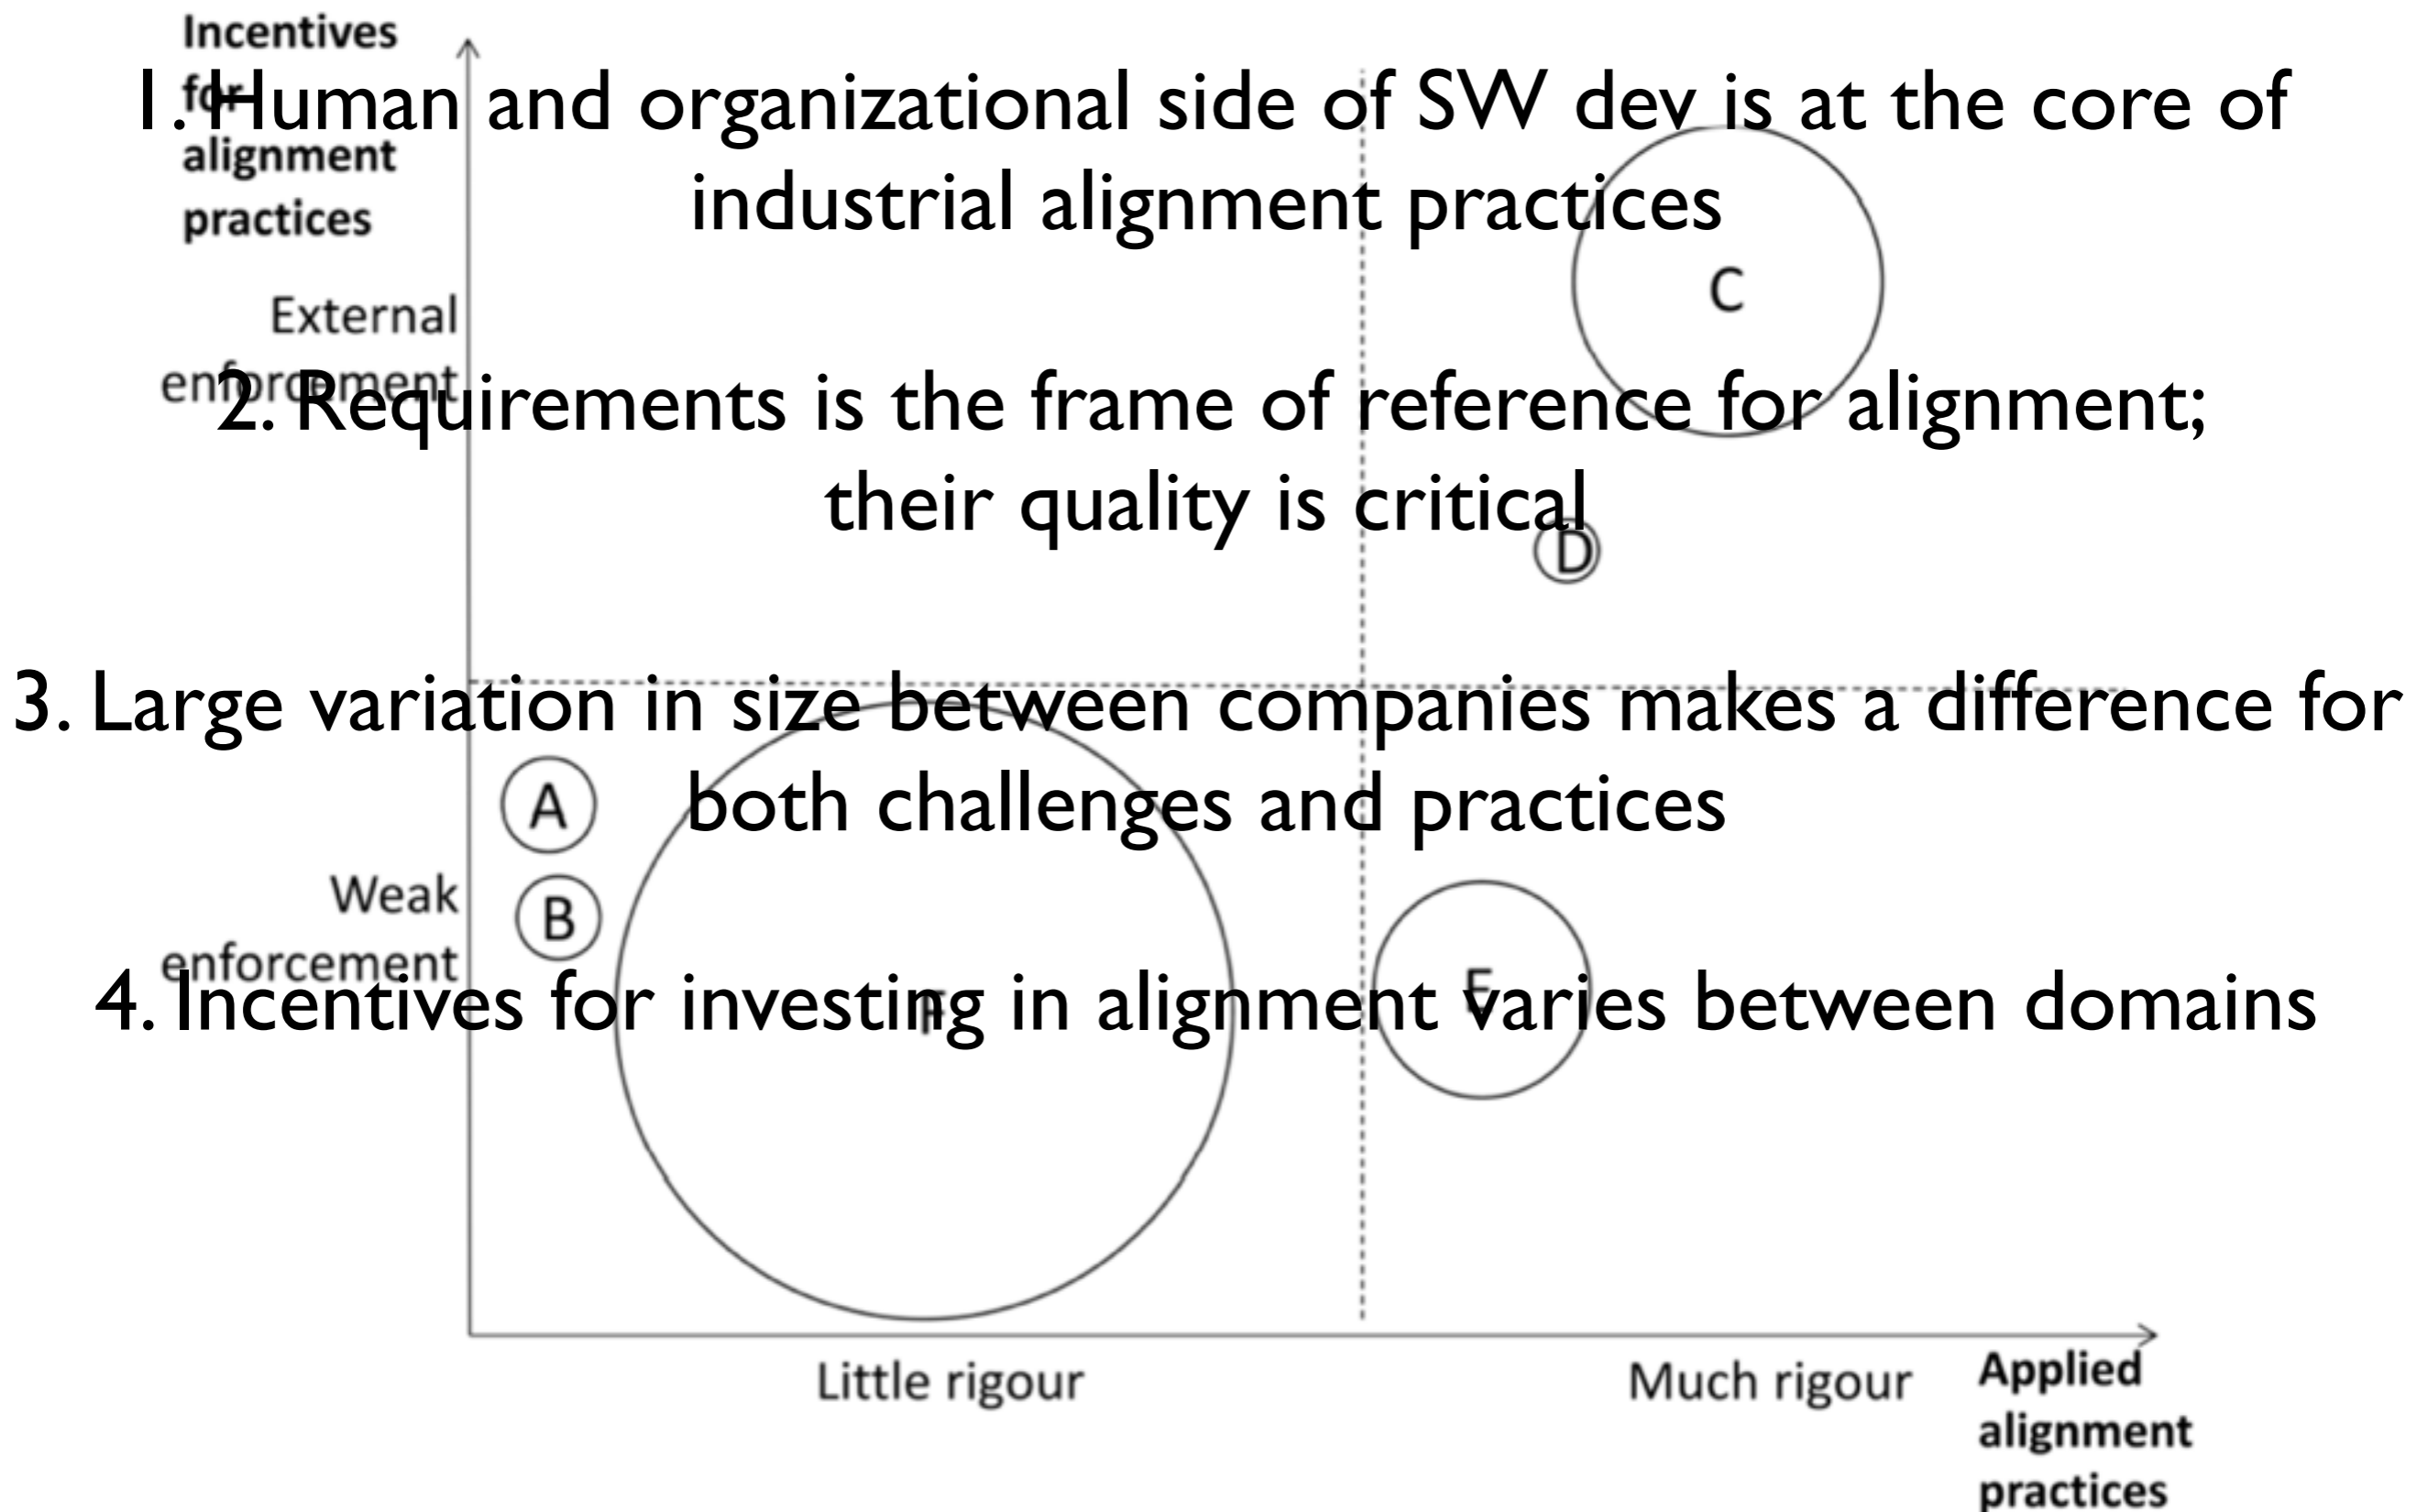 Incentives
for
alignment
practices
1. Human and organizational side of SW dev is at the core of
industrial alignment practices
C
External
enforcement
2. Requirements is the frame of reference for alignment;
their quality is critical
D
3. Large variation in size between companies makes a difference for
both challenges and practices
A
B
Weak
enforcement
4. Incentives for investing in alignment varies between domains
F
E
Little rigour
Much rigour
Applied
alignment
practices